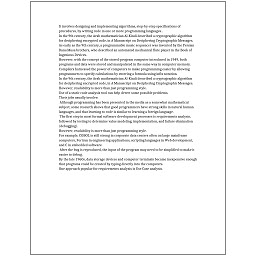 It involves designing and implementing algorithms, step-by-step specifications of
procedures, by writing code in one or more programming languages.
In the 9th century, the Arab mathematician Al-Kindi described a cryptographic algorithm
for deciphering encrypted code, in A Manuscript on Deciphering Cryptographic Messages.
As early as the 9th century, a programmable music sequencer was invented by the Persian
Banu Musa brothers, who described an automated mechanical flute player in the Book of
Ingenious Devices.
However, with the concept of the stored-program computer introduced in 1949, both
programs and data were stored and manipulated in the same way in computer memory.
Compilers harnessed the power of computers to make programming easier by allowing
programmers to specify calculations by entering a formula using infix notation.
In the 9th century, the Arab mathematician Al-Kindi described a cryptographic algorithm
for deciphering encrypted code, in A Manuscript on Deciphering Cryptographic Messages.
However, readability is more than just programming style.
Use of a static code analysis tool can help detect some possible problems.
These jobs usually involve:
Although programming has been presented in the media as a somewhat mathematical
subject, some research shows that good programmers have strong skills in natural human
languages, and that learning to code is similar to learning a foreign language.
The first step in most formal software development processes is requirements analysis,
followed by testing to determine value modeling, implementation, and failure elimination
(debugging).
However, readability is more than just programming style.
For example, COBOL is still strong in corporate data centers often on large mainframe
computers, Fortran in engineering applications, scripting languages in Web development,
and C in embedded software.
After the bug is reproduced, the input of the program may need to be simplified to make it
easier to debug.
By the late 1960s, data storage devices and computer terminals became inexpensive enough
that programs could be created by typing directly into the computers.
One approach popular for requirements analysis is Use Case analysis.